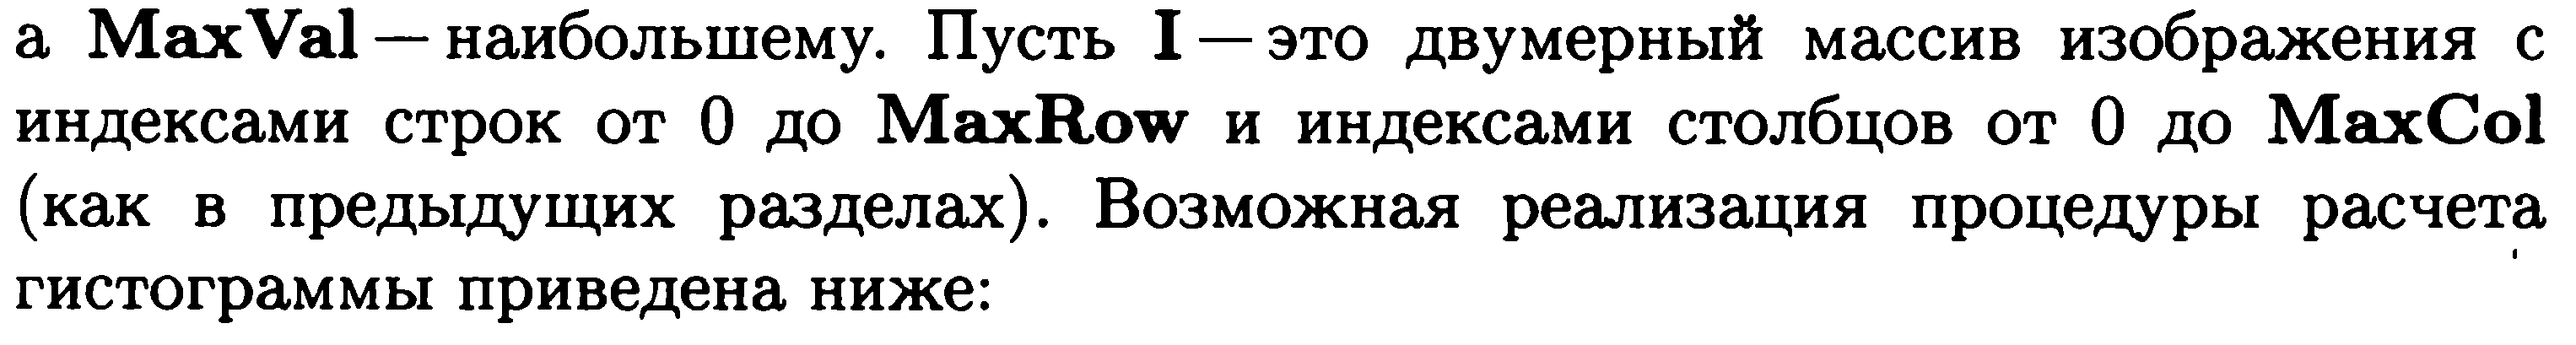 а MaxVal — наибольшему. Пусть I — это двумерный массив изображения с
индексами строк от 0 до MaxRow и индексами столбцов от 0 до MaxCol
(как в предыдущих разделах). Возможная реализация процедуры расчета
гистограммы приведена ниже: